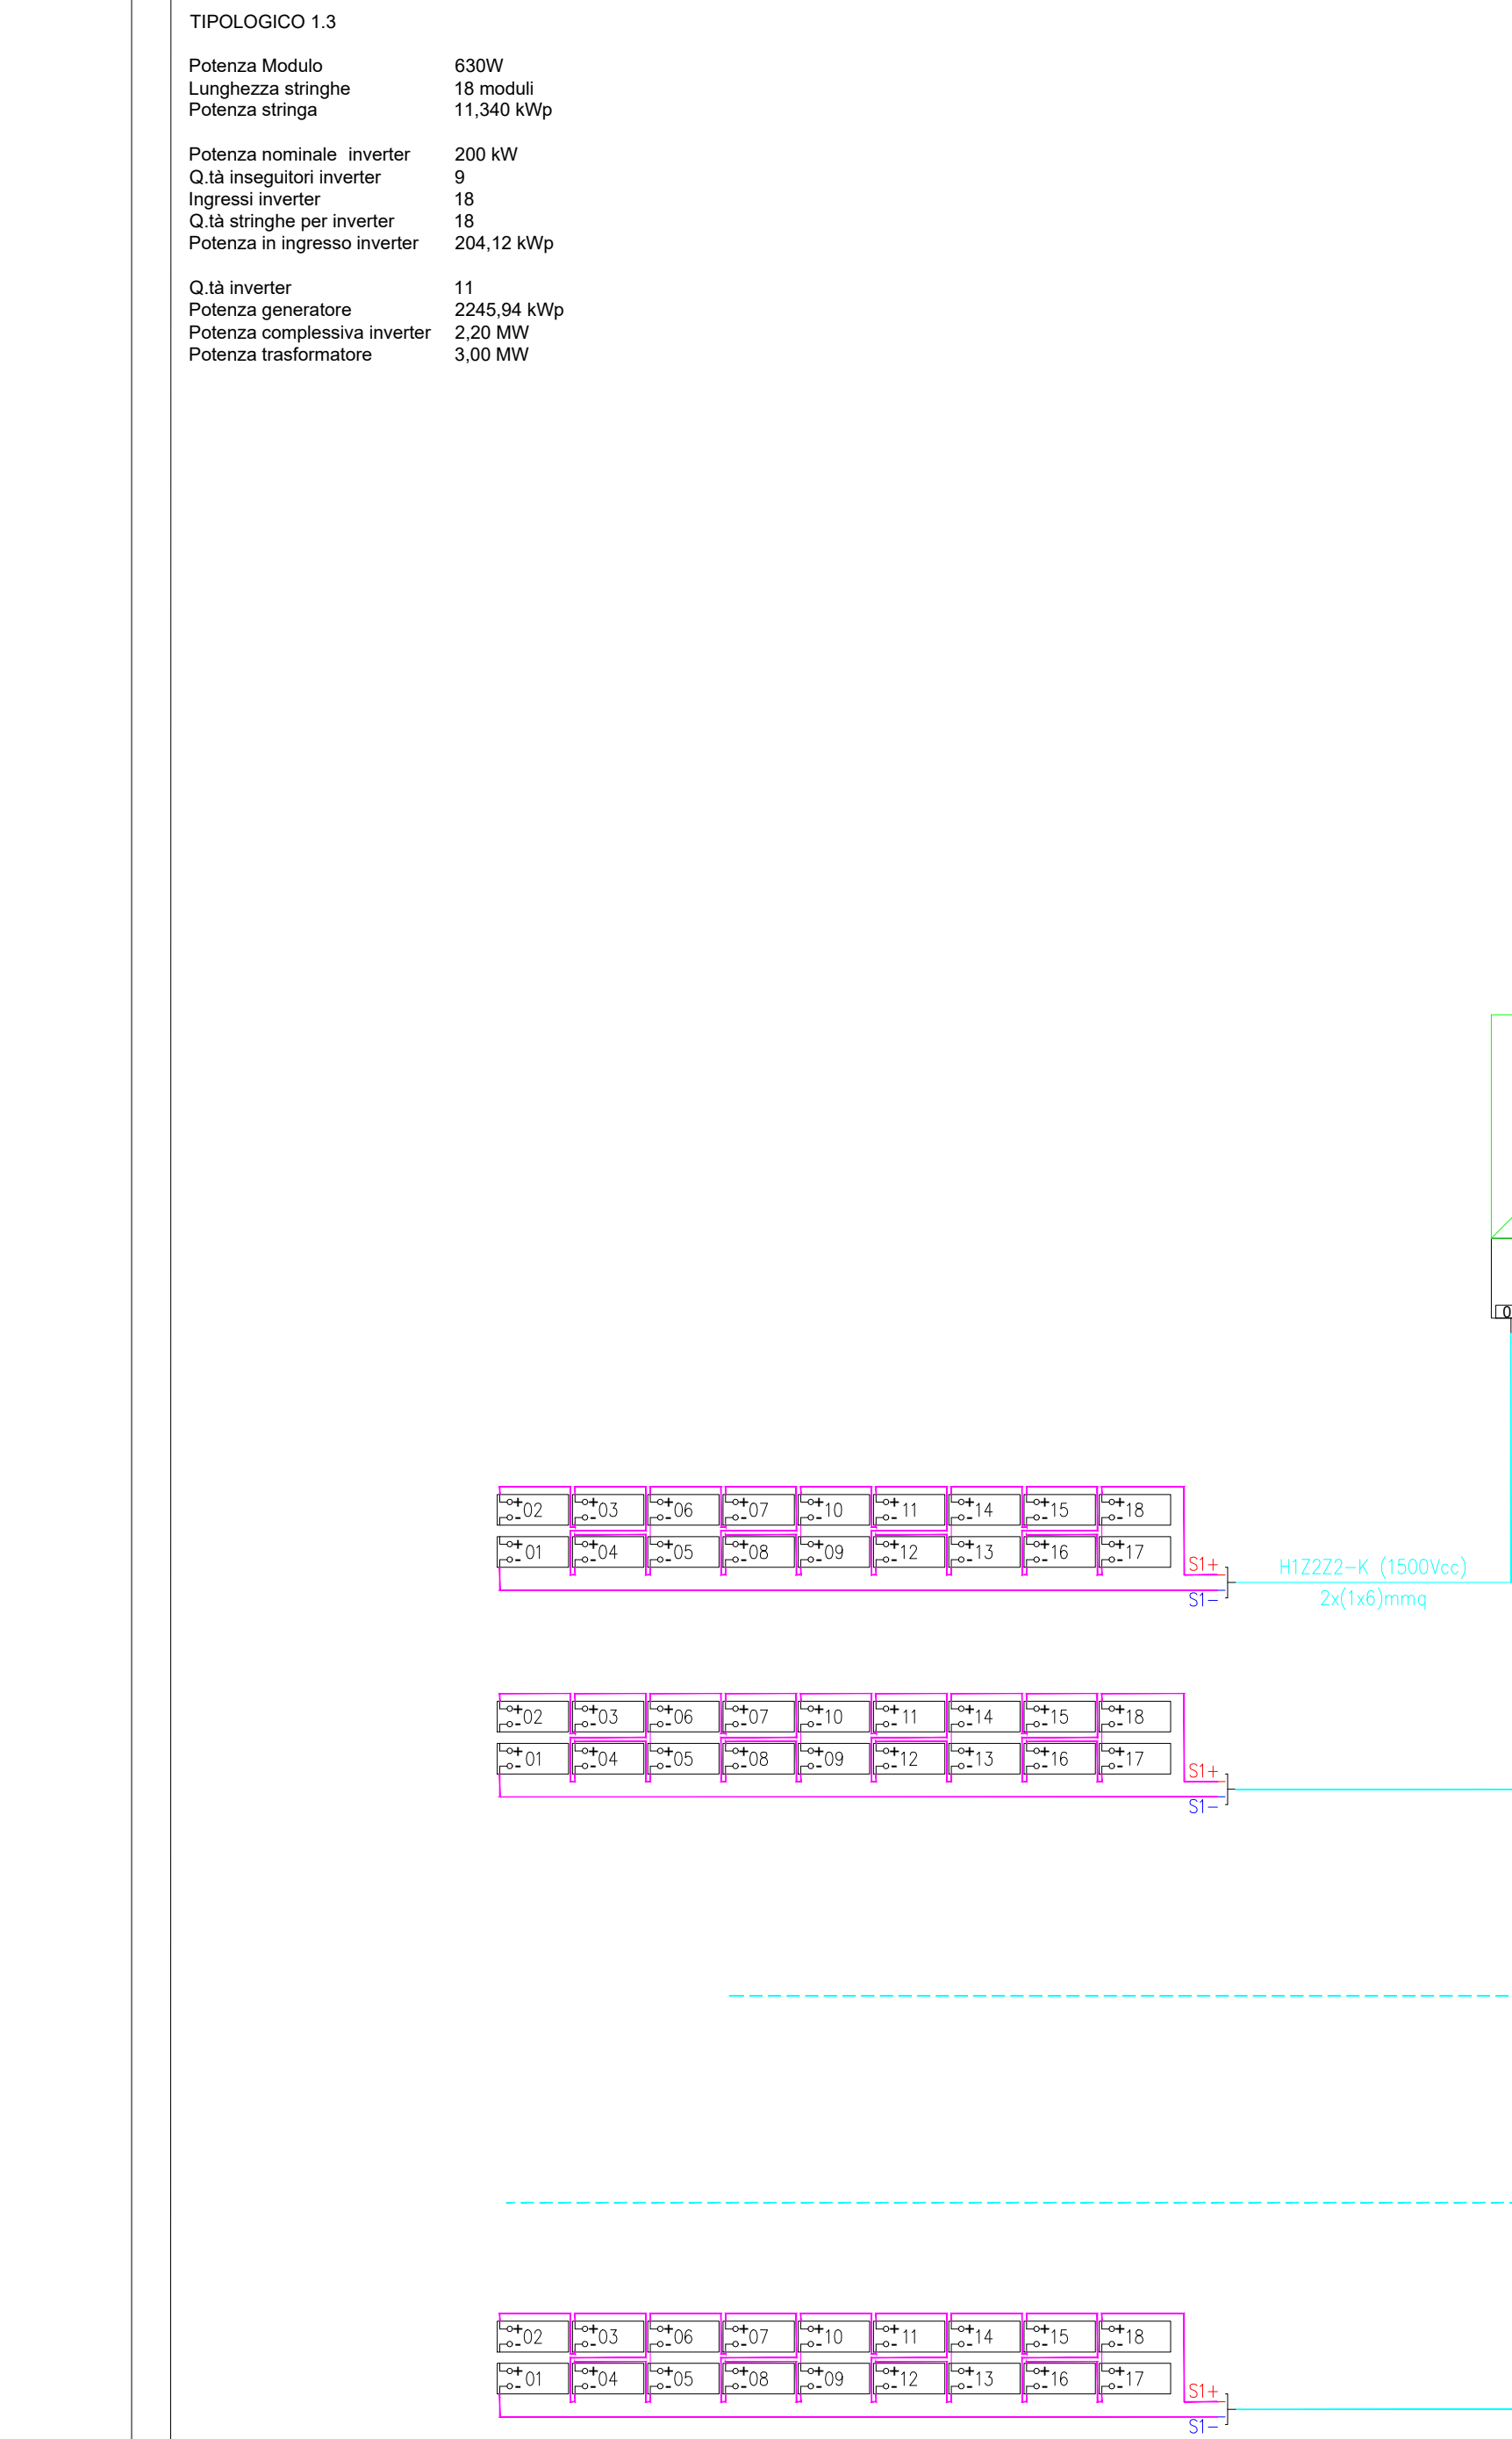 TIPOLOGICO 1.3
Potenza Modulo 630W
Lunghezza stringhe 18 moduli
Potenza stringa 11,340 kWp
Potenza nominale inverter 200 kW
Q.tà inseguitori inverter 9
Ingressi inverter 18
Q.tà stringhe per inverter 18
Potenza in ingresso inverter 204,12 kWp
Q.tà inverter 11
Potenza generatore 2245,94 kWp
Potenza complessiva inverter 2,20 MW
Potenza trasformatore 3,00 MW
0
+ - 02 + - 03 + - 06 + - 07 + - 10 + - 11 + - 14 + - 15 + - 18
+ - 01 + - 04 + - 05 + - 08 + - 09 + - 12 + - 13 + - 16 + - 17
S1+
H1Z2Z2-K (1500Vcc)
S1-
2x(1x6)mmq
+ - 02 + - 03 + - 06 + - 07 + - 10 + - 11 + - 14 + - 15 + - 18
+ - 01 + - 04 + - 05 + - 08 + - 09 + - 12 + - 13 + - 16 + - 17
S1+
S1-
+ - 02 + - 03 + - 06 + - 07 + - 10 + - 11 + - 14 + - 15 + - 18
+ - 01 + - 04 + - 05 + - 08 + - 09 + - 12 + - 13 + - 16 + - 17
S1+
S1-